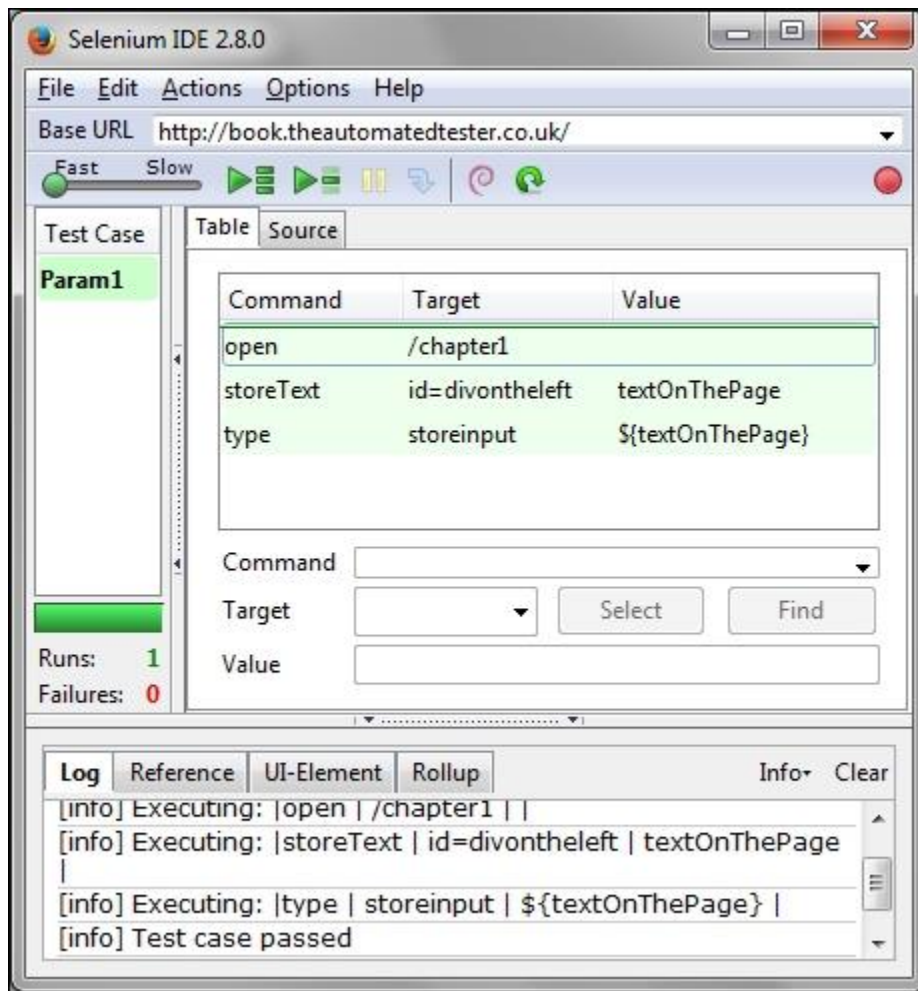 Selenium IDE 2.8.0
File Edit Actions Options Help
Base URL http://book.theautomatedtester.co.uk/
Fast Slow
Test Case
Table Source
Param1
Command Target Value
open /chapter1
storeText id=divontheleft textOnThePage
type storeinput ${textOnThePage}
Command
Target Select Find
Value
Runs: 1
Failures: 0
Log Reference UI-Element Rollup Info Clear
[info] Executing: |open | /chapter1 | |
[info] Executing: |storeText | id=divontheleft | textOnThePage
|
[info] Executing: |type | storeinput | ${textOnThePage} |
[info] Test case passed